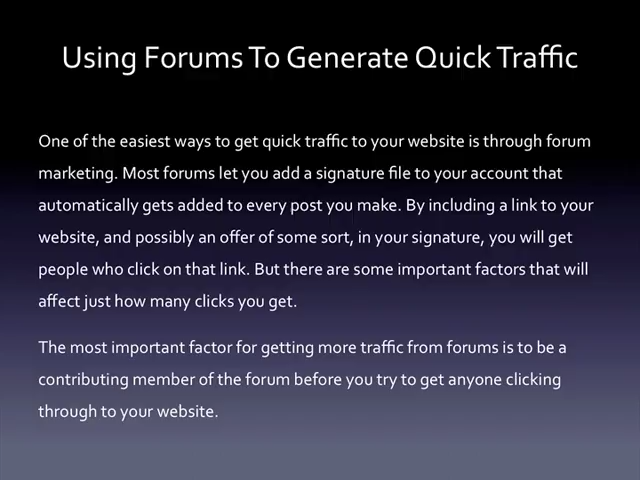 Using Forums To Generate Quick Traffic
One of the easiest ways to get quick traffic to your website is through forum
marketing. Most forums let you add a signature file to your account that
automatically gets added to every post you make. By including a link to your
website, and possibly an offer of some sort, in your signature, you will get
people who click on that link. But there are some important factors that will
affect just how many clicks you get.
The most important factor for getting more traffic from forums is to be a
contributing member of the forum before you try to get anyone clicking
through to your website.